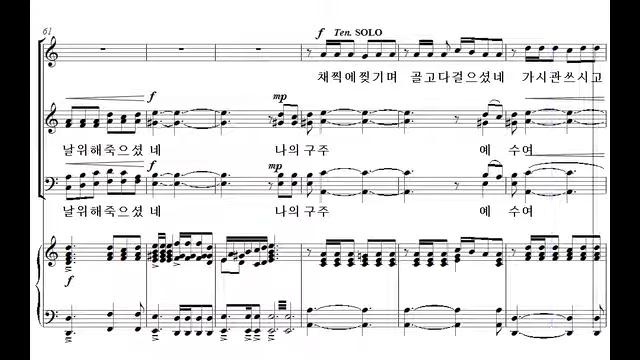 61
f Ten. SOLO
채찍에찢기며 골고다걸으셨네 가시관쓰시고
f mp
날위해죽으셨네 나의구주 예수여
f mp
날위해죽으셨네 나의구주 예수여
f